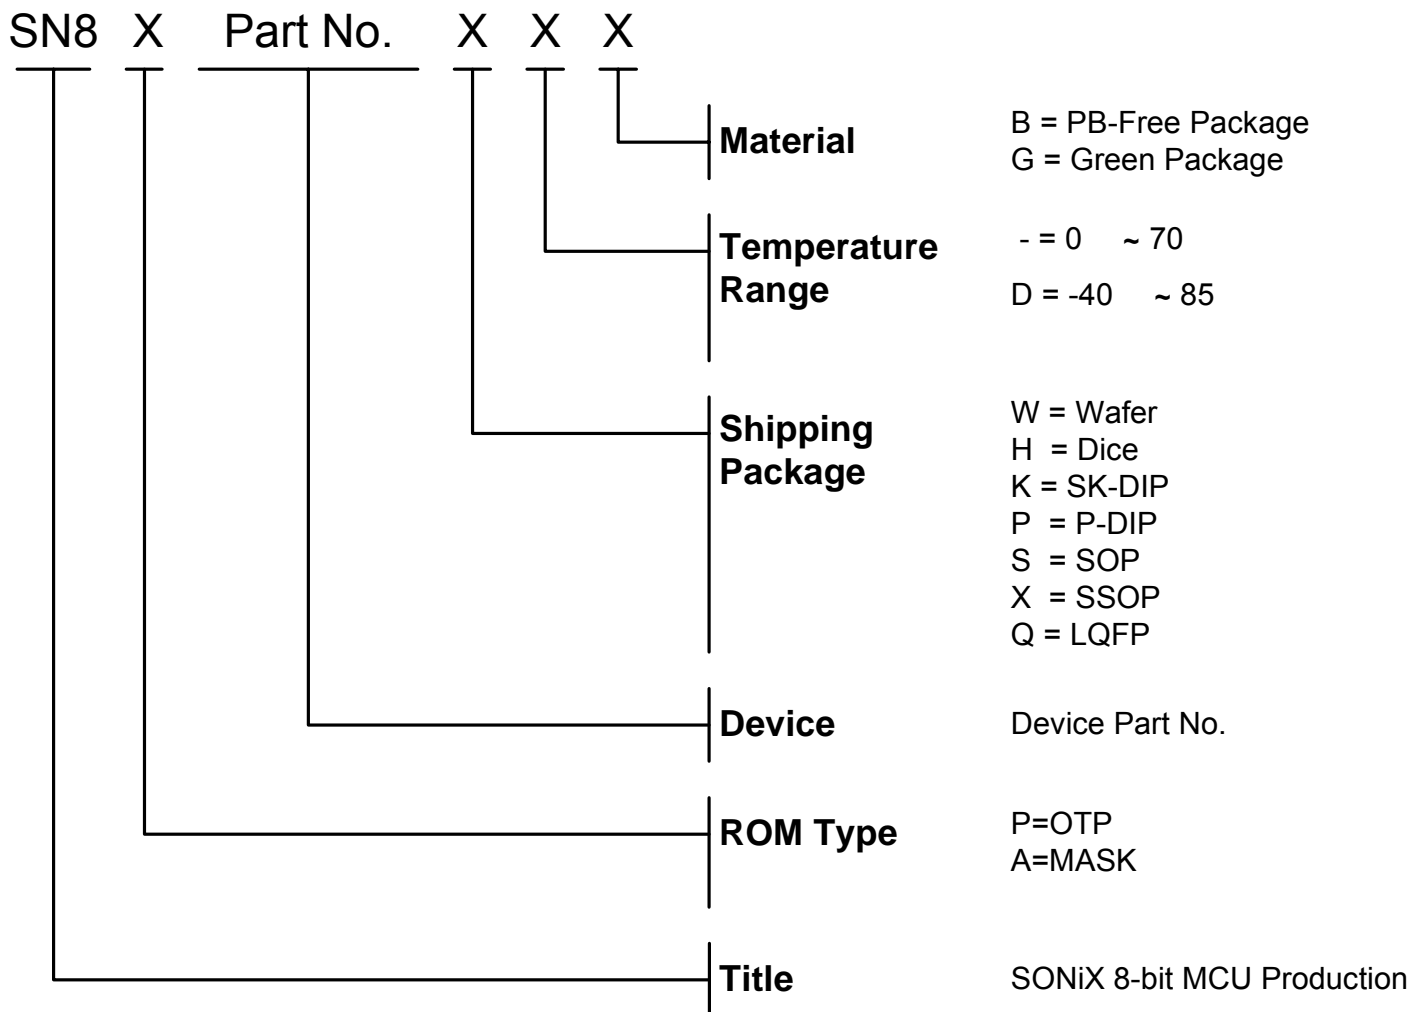 SN8 X Part No. X X X
Material
B = PB-Free Package
G = Green Package
Temperature
Range
- = 0 ~ 70
D = -40 ~ 85
Shipping
Package
W = Wafer
H = Dice
K = SK-DIP
P = P-DIP
S = SOP
X = SSOP
Q = LQFP
Device
Device Part No.
ROM Type
P=OTP
A=MASK
Title
SONiX 8-bit MCU Production